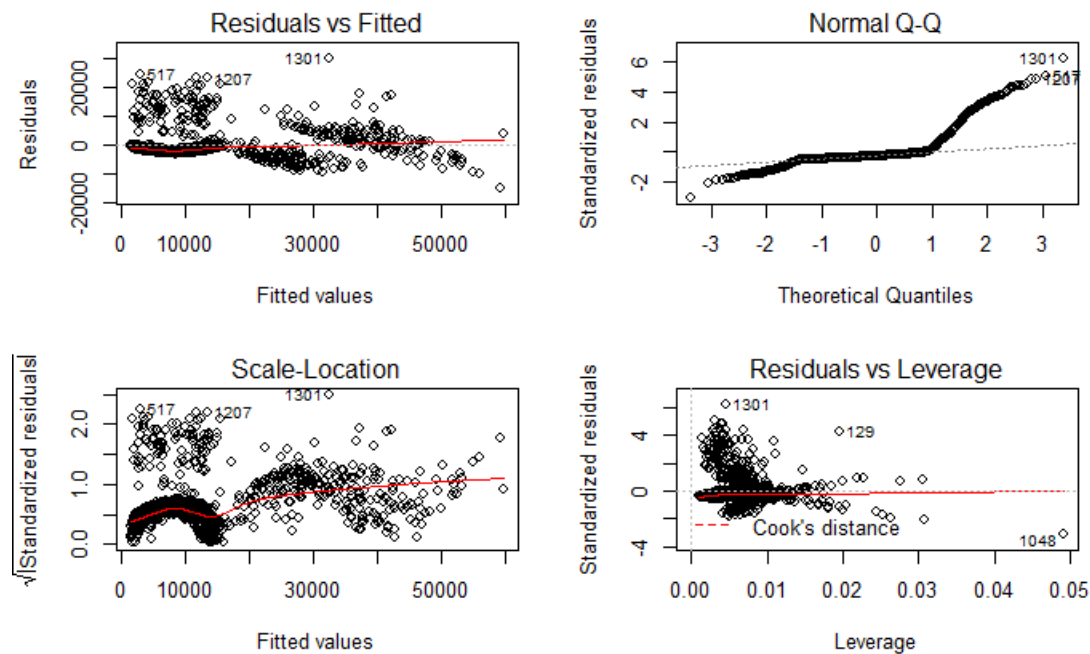 Residuals vs Fitted
Residuals
-20000 0 20000
1301
517
1207
0 10000 30000 50000
Fitted values
Normal Q-Q
Standardized residuals
-2 0 2 4 6
1301
517
1207
-3 -2 -1 0 1 2 3
Theoretical Quantiles
Scale-Location
√|Standardized residuals|
0.0 1.0 2.0
1301
517
1207
0 10000 30000 50000
Fitted values
Residuals vs Leverage
Standardized residuals
-4 0 4
1301
129
Cook's distance
1048
0.00 0.01 0.02 0.03 0.04 0.05
Leverage